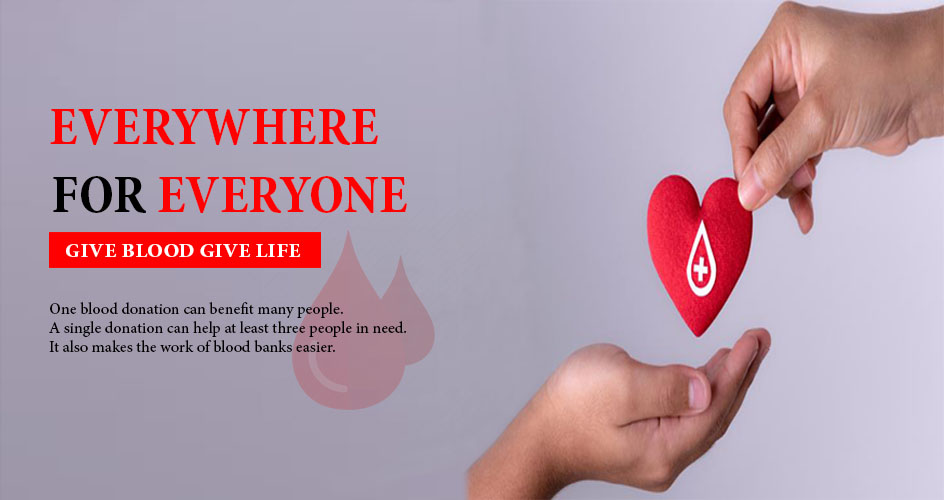 EVERYWHERE
FOR EVERYONE
GIVE BLOOD GIVE LIFE
One blood donation can benefit many people.
A single donation can help at least three people in need.
It also makes the work of blood banks easier.